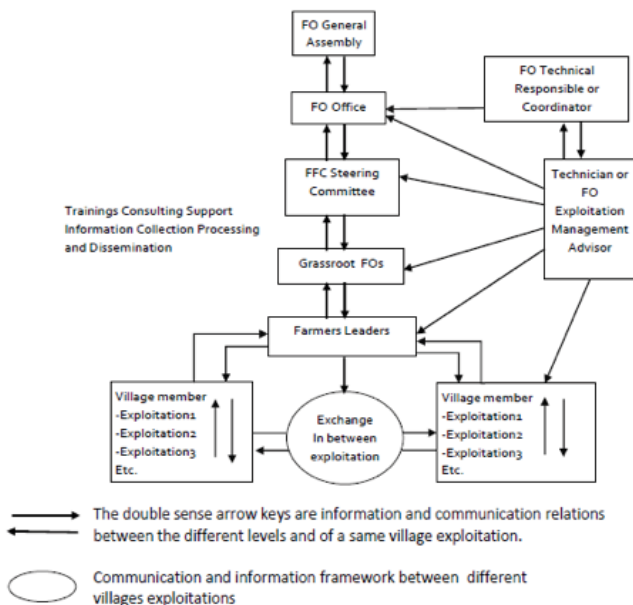 FO General
Assembly
FO Technical
Responsible or
Coordinator
FO Office
FFC Steering
Committee
Technician or
FO
Exploitation
Management
Advisor
Trainings Consulting Support
Information Collection Processing
and Dissemination
Grassroot FOs
Farmers Leaders
Village member
-Exploitation1
-Exploitation2
-Exploitation3
Etc.
Exchange
In between
exploitation
Village member
-Exploitation1
-Exploitation2
-Exploitation3
Etc.
The double sense arrow keys are information and communication relations
between the different levels and of a same village exploitation.
Communication and information framework between different
villages exploitations